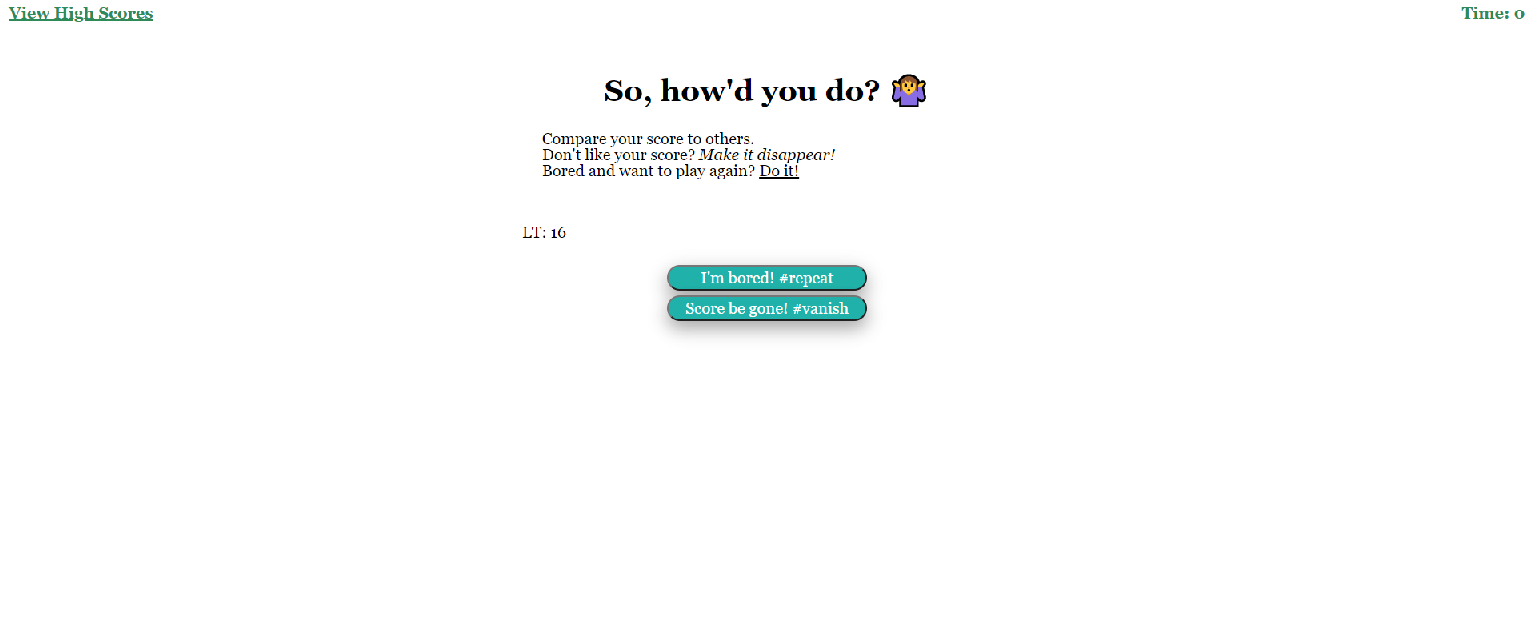 View High Scores
Time: 0
So, how'd you do? 🤷
Compare your score to others.
Don't like your score? Make it disappear!
Bored and want to play again? Do it!
LT: 16
I'm bored! #repeat
Score be gone! #vanish